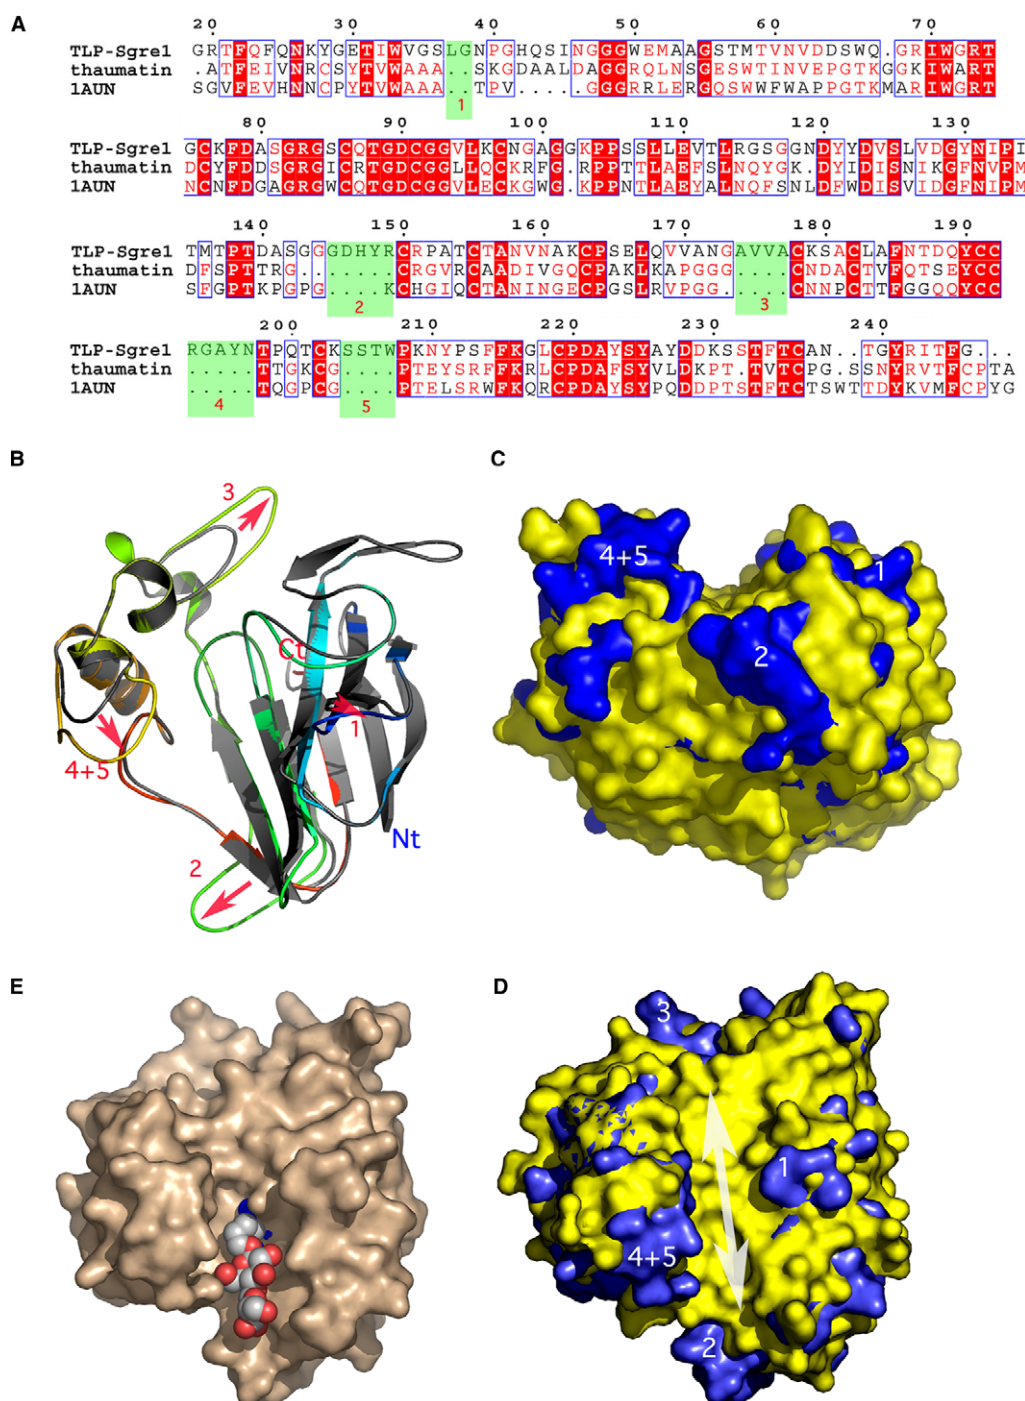 A
20 30 40 50 60 70
TLP-Sgre1 GRTFQFQNKYGETIWVGSLGNPGHQSINGGGWEMAAGSTMTVNVDDSWQ.GRIWGRT
thaumatin .ATFEIVNRCSYTVWAAA..SKGDAALDAGGRQLNSGESWTINVEPGTKGGKIWART
1AUN SGVFEVHNNCPYTVWAAA..TPV....GGGRRLERGQSWWFWAPPGTKMARIWGRT
1
80 90 100 110 120 130
TLP-Sgre1 GCKFDASGRGSCQTGDCGGVLKCNGAGGKPPSSLLEVTLRGSGGNDYYDVSLVDGYNIPI
thaumatin DCYFDDSGRGICRTGDCGGLLQCKRFG.RPPTTLAEFSLNQYGK.DYIDISNIKGFNVPM
1AUN NCNFDGAGRGWCQTGDCGGVLECKRWG.KPPNTLAEYALNQFSNLDFWDISVIDGFNIPM
140 150 160 170 180 190
TLP-Sgre1 TMTPTDASGGGDHYRCRPATCTANVNAKCPSELQVVANGAVVACKSACLAFNTDQYCC
thaumatin DFSPTTRG......CRGVRCAADIVGQCPAKLKAPGGG....CNDACTVFQTSEYCC
1AUN SFGPTKPGPG....KCHGIQCTANINGECPGSLRVPGG.....CNNPCTTFGGQQYCC
2 3
200 210 220 230 240
TLP-Sgre1 RGAYNTPQTCKSSTWPKNYPSFFKGLCPDAYSYAYDDKSSTFTCAN..TGYRITFG...
thaumatin .....TTGKCG....PTEYSRFFKRLCPDAFSYVLDKPT.TVTCPG.SSNYRVTFCPTA
1AUN .....TQGPCG....PTELSRWFKQRCPDAYSYPQDDPTSTFTCTSWTTDYKVMFCPYG
4 5
B
3
Ct
1
4+5
2
Nt
C
4+5
1
2
E
D
3
1
4+5
2